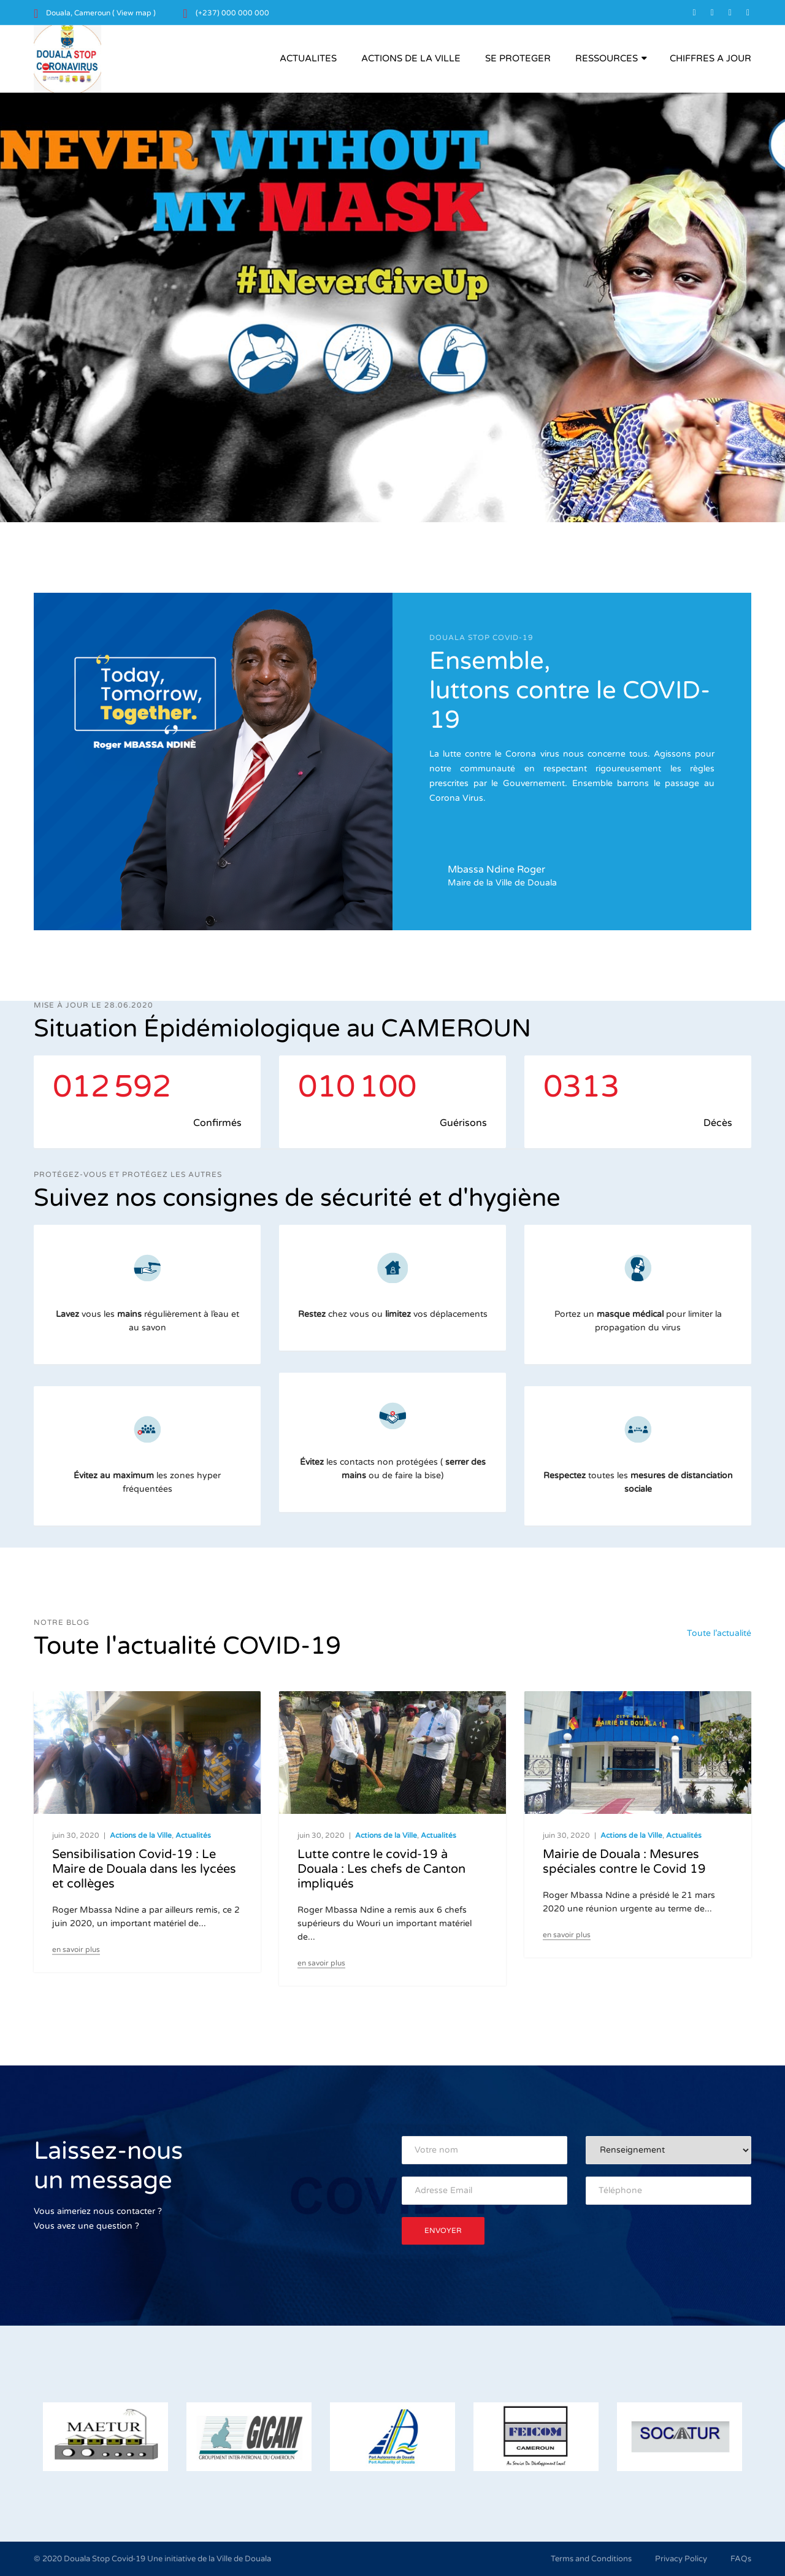 Douala, Cameroun ( View map )
(+237) 000 000 000
DOUALA STOP
CORONAVIRUS
ACTUALITES
ACTIONS DE LA VILLE
SE PROTEGER
RESSOURCES
CHIFFRES A JOUR
NEVER WITHOUT
MY MASK
#INeverGiveUp
Today,
Tomorrow,
Together.
Roger MBASSA NDINÈ
DOUALA STOP COVID-19
Ensemble,
luttons contre le COVID-
19
La lutte contre le Corona virus nous concerne tous. Agissons pour
notre communauté en respectant rigoureusement les règles
prescrites par le Gouvernement. Ensemble barrons le passage au
Corona Virus.
Mbassa Ndine Roger
Maire de la Ville de Douala
MISE À JOUR LE 28.06.2020
Situation Épidémiologique au CAMEROUN
012 592
Confirmés
010 100
Guérisons
0313
Décès
PROTÉGEZ-VOUS ET PROTÉGEZ LES AUTRES
Suivez nos consignes de sécurité et d'hygiène
Lavez vous les mains régulièrement à l'eau et
au savon
Restez chez vous ou limitez vos déplacements
Portez un masque médical pour limiter la
propagation du virus
Évitez au maximum les zones hyper
fréquentées
Évitez les contacts non protégées ( serrer des
mains ou de faire la bise)
Respectez toutes les mesures de distanciation
sociale
NOTRE BLOG
Toute l'actualité COVID-19
Toute l'actualité
MAIRIE DE DOUALA 1
juin 30, 2020 | Actions de la Ville, Actualités
Sensibilisation Covid-19 : Le
Maire de Douala dans les lycées
et collèges
Roger Mbassa Ndine a par ailleurs remis, ce 2
juin 2020, un important matériel de...
en savoir plus
juin 30, 2020 | Actions de la Ville, Actualités
Lutte contre le covid-19 à
Douala : Les chefs de Canton
impliqués
Roger Mbassa Ndine a remis aux 6 chefs
supérieurs du Wouri un important matériel
de...
en savoir plus
juin 30, 2020 | Actions de la Ville, Actualités
Mairie de Douala : Mesures
spéciales contre le Covid 19
Roger Mbassa Ndine a présidé le 21 mars
2020 une réunion urgente au terme de...
en savoir plus
Laissez-nous
un message
Vous aimeriez nous contacter ?
Vous avez une question ?
Votre nom
Renseignement
Adresse Email
Téléphone
ENVOYER
MAETUR
GICAM
GROUPEMENT INTER-PATRONAL DU CAMEROUN
Port Autonome de Douala
Port Authority of Douala
FEICOM
CAMEROUN
Au Service Du Développement Local
SOCATUR
© 2020 Douala Stop Covid-19 Une initiative de la Ville de Douala
Terms and Conditions
Privacy Policy
FAQs